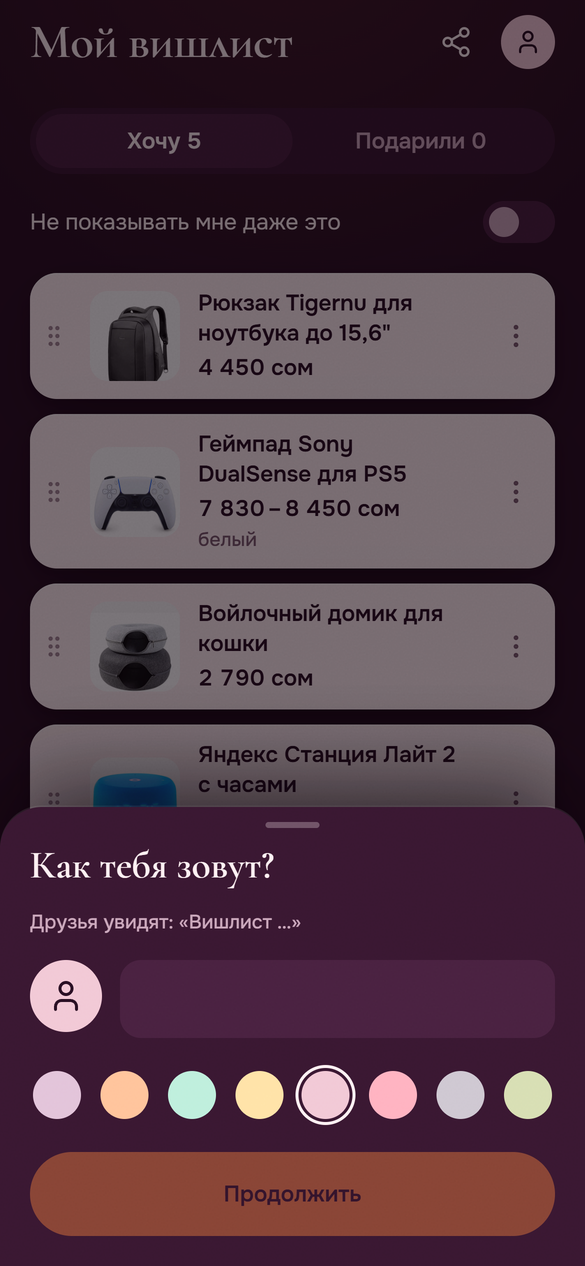 Мой вишлист
Хочу 5
Подарили 0
Не показывать мне даже это
Рюкзак Tigernu для
ноутбука до 15,6"
4 450 сом
Геймпад Sony
DualSense для PS5
7 830 – 8 450 сом
белый
Войлочный домик для
кошки
2 790 сом
Яндекс Станция Лайт 2
с часами
Как тебя зовут?
Друзья увидят: «Вишлист ...»
Продолжить